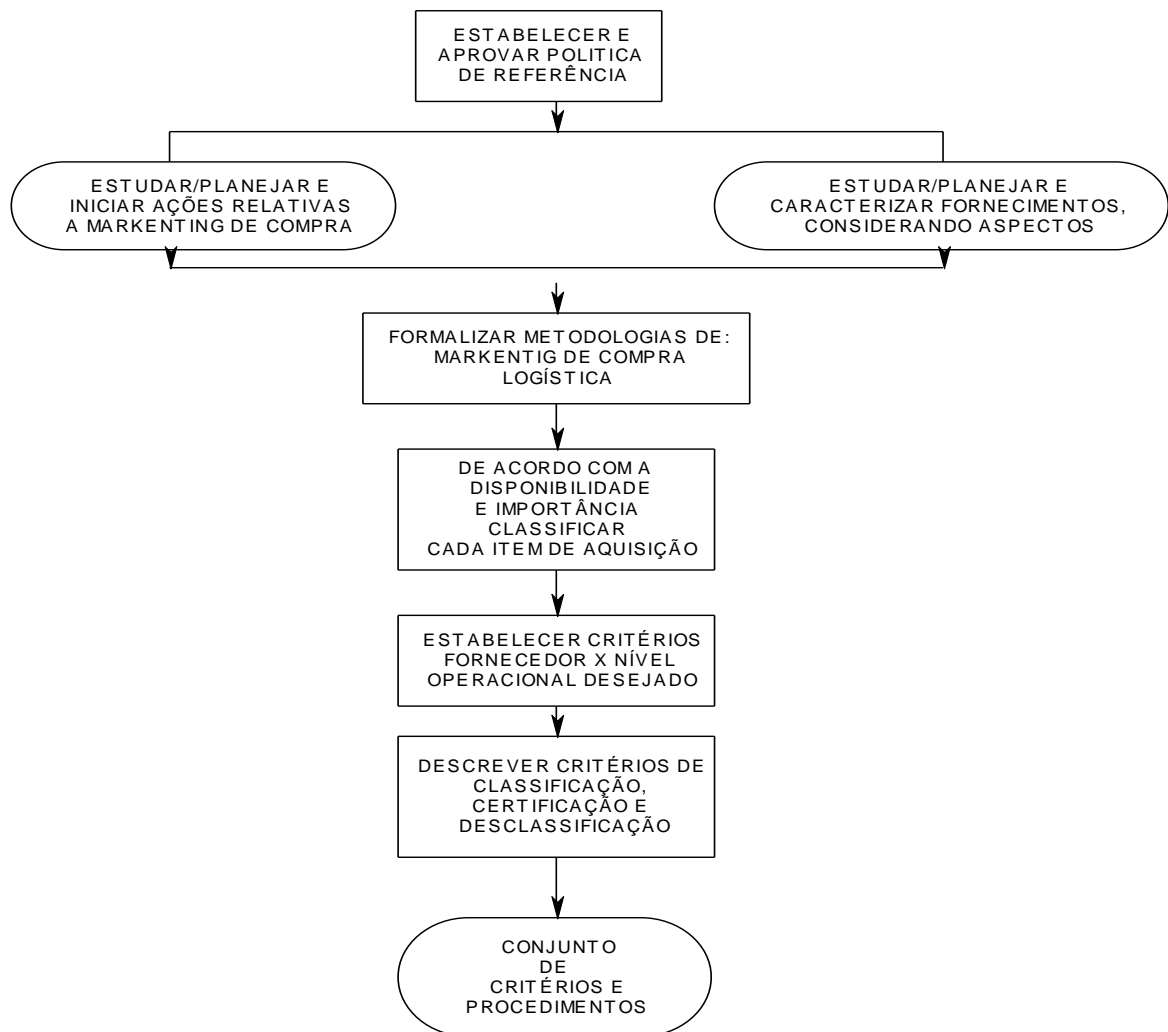 ESTABELECER E
APROVAR POLITICA
DE REFERÊNCIA
ESTUDAR/PLANEJAR E
INICIAR AÇÕES RELATIVAS
A MARKENTING DE COMPRA
ESTUDAR/PLANEJAR E
CARACTERIZAR FORNECIMENTOS,
CONSIDERANDO ASPECTOS
FORMALIZAR METODOLOGIAS DE:
MARKENTIG DE COMPRA
LOGÍSTICA
DE ACORDO COM A
DISPONIBILIDADE
E IMPORTÂNCIA
CLASSIFICAR
CADA ITEM DE AQUISIÇÃO
ESTABELECER CRITÉRIOS
FORNECEDOR X NÍVEL
OPERACIONAL DESEJADO
DESCREVER CRITÉRIOS DE
CLASSIFICAÇÃO,
CERTIFICAÇÃO E
DESCLASSIFICAÇÃO
CONJUNTO
DE
CRITÉRIOS E
PROCEDIMENTOS